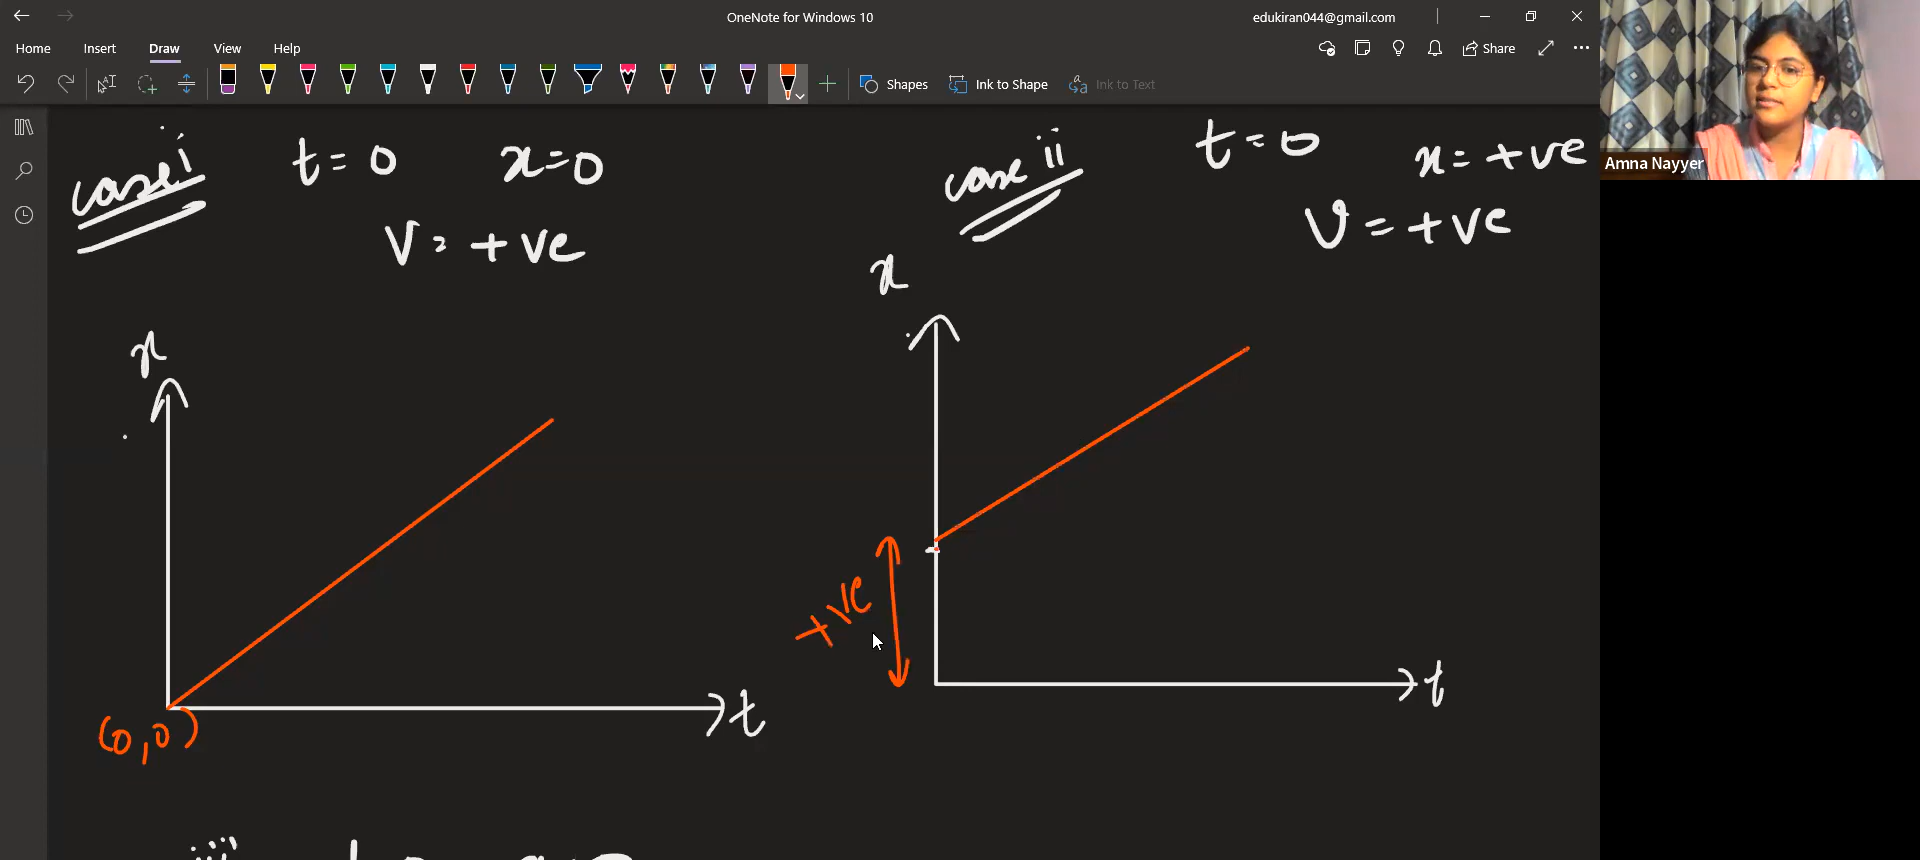 OneNote for Windows 10
edukiran044@gmail.com
Home Insert Draw View Help
Share
Shapes Ink to Shape Ink to Text
case i t = 0 x = 0
V = +ve
case ii t = 0 x = +ve
v = +ve
Amna Nayyer
x
x
+ve
(0,0)
t
t
iii